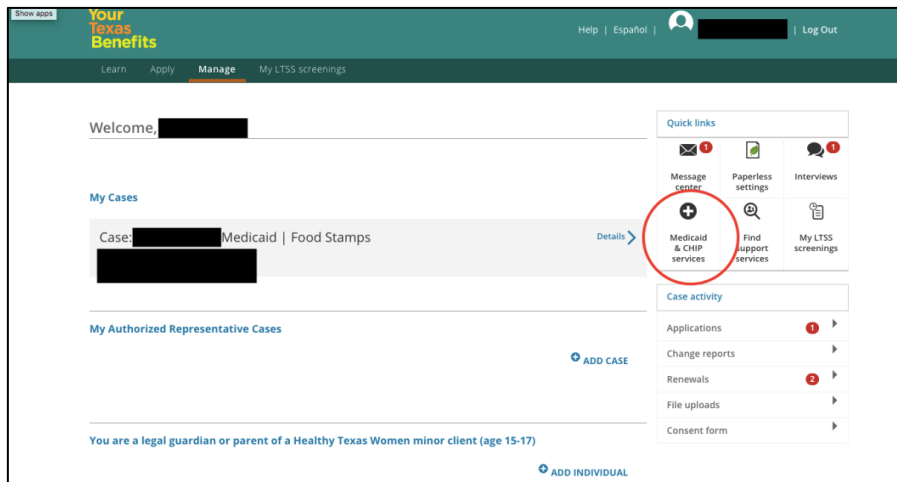 Show apps
Your
Texas
Benefits
Help | Español | | Log Out
Learn Apply Manage My LTSS screenings
Welcome,
My Cases
Case: Medicaid | Food Stamps
Details
My Authorized Representative Cases
ADD CASE
You are a legal guardian or parent of a Healthy Texas Women minor client (age 15-17)
ADD INDIVIDUAL
Quick links
1
Message
center
Paperless
settings
1
Interviews
Medicaid
& CHIP
services
Find
support
services
My LTSS
screenings
Case activity
Applications 1
Change reports
Renewals 2
File uploads
Consent form